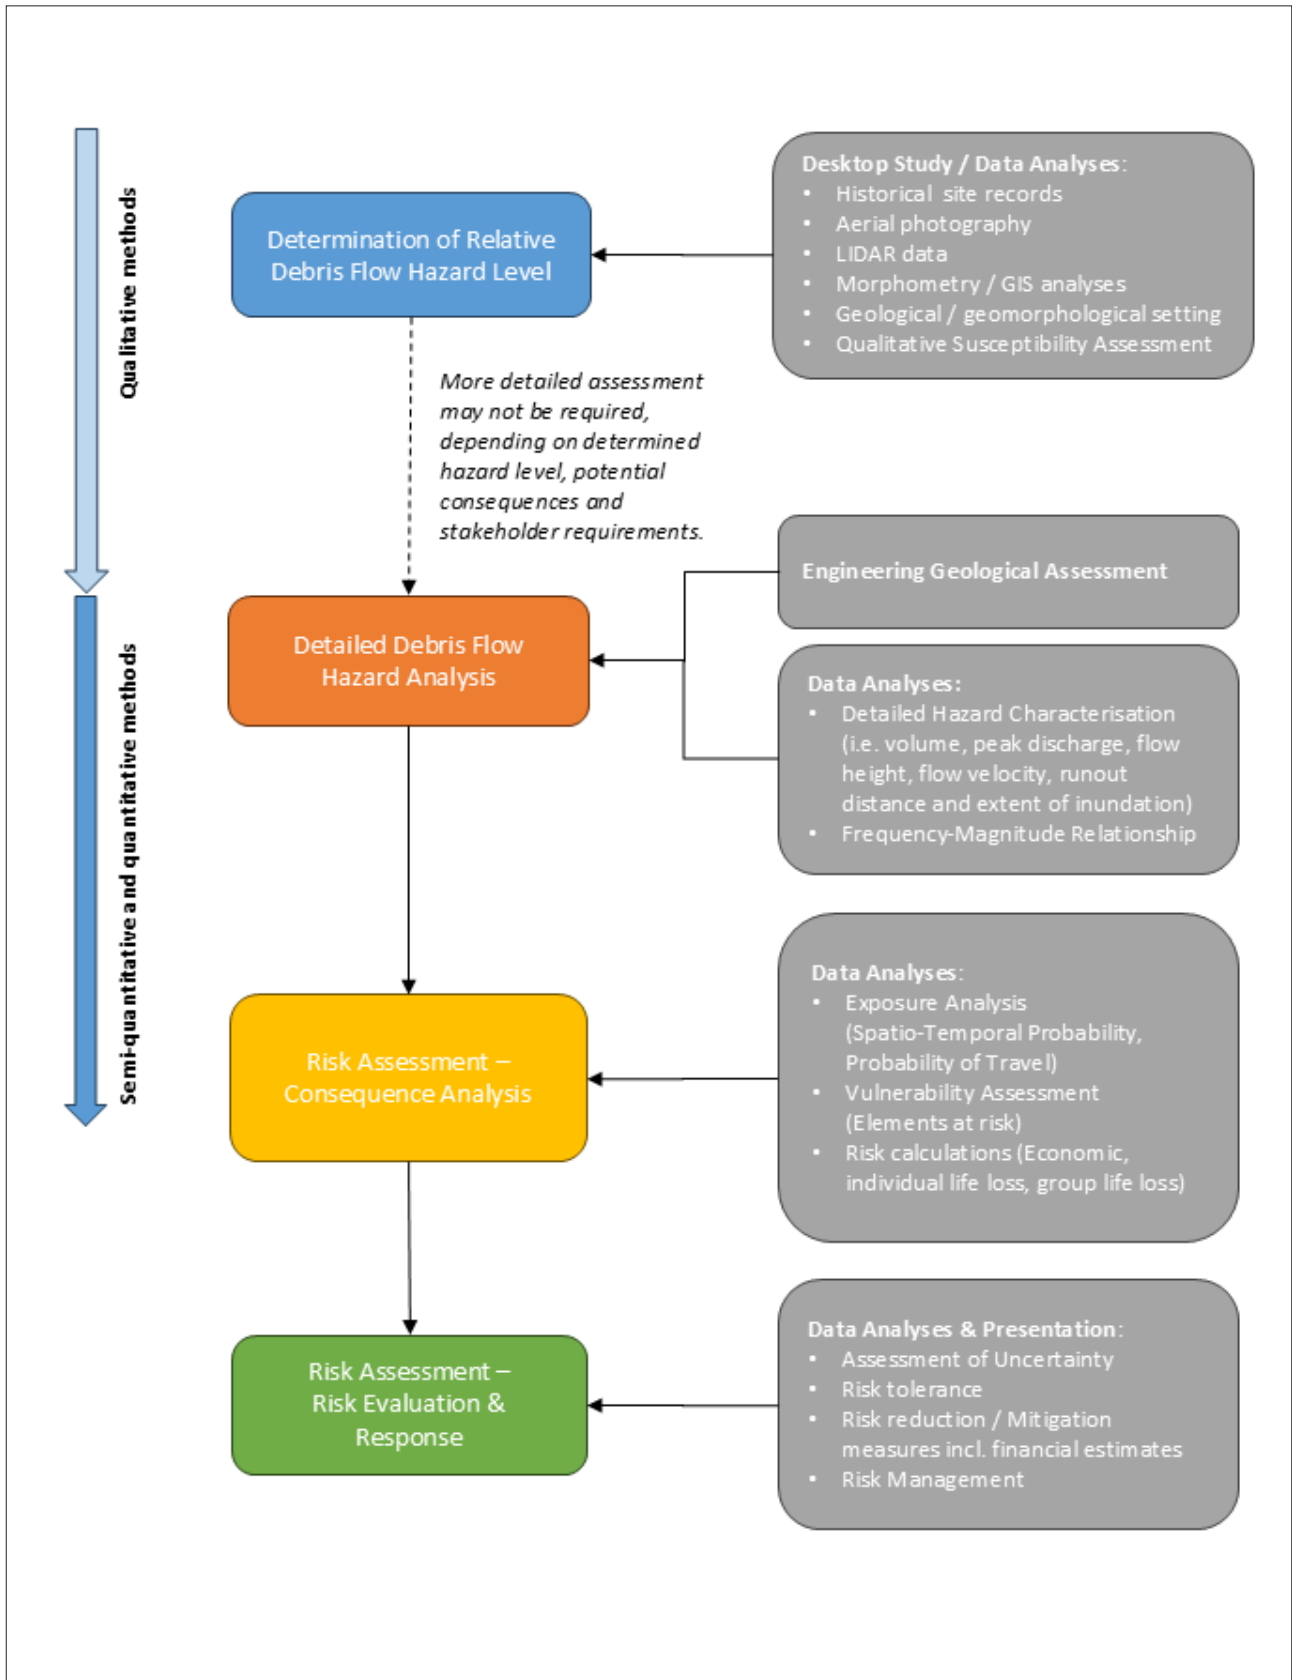 Qualitative methods
Semi-quantitative and quantitative methods
Determination of Relative
Debris Flow Hazard Level
Desktop Study / Data Analyses:
• Historical site records
• Aerial photography
• LIDAR data
• Morphometry / GIS analyses
• Geological / geomorphological setting
• Qualitative Susceptibility Assessment
More detailed assessment
may not be required,
depending on determined
hazard level, potential
consequences and
stakeholder requirements.
Detailed Debris Flow
Hazard Analysis
Engineering Geological Assessment
Data Analyses:
• Detailed Hazard Characterisation
(i.e. volume, peak discharge, flow
height, flow velocity, runout
distance and extent of inundation)
• Frequency-Magnitude Relationship
Risk Assessment –
Consequence Analysis
Data Analyses:
• Exposure Analysis
(Spatio-Temporal Probability,
Probability of Travel)
• Vulnerability Assessment
(Elements at risk)
• Risk calculations (Economic,
individual life loss, group life loss)
Risk Assessment –
Risk Evaluation &
Response
Data Analyses & Presentation:
• Assessment of Uncertainty
• Risk tolerance
• Risk reduction / Mitigation
measures incl. financial estimates
• Risk Management